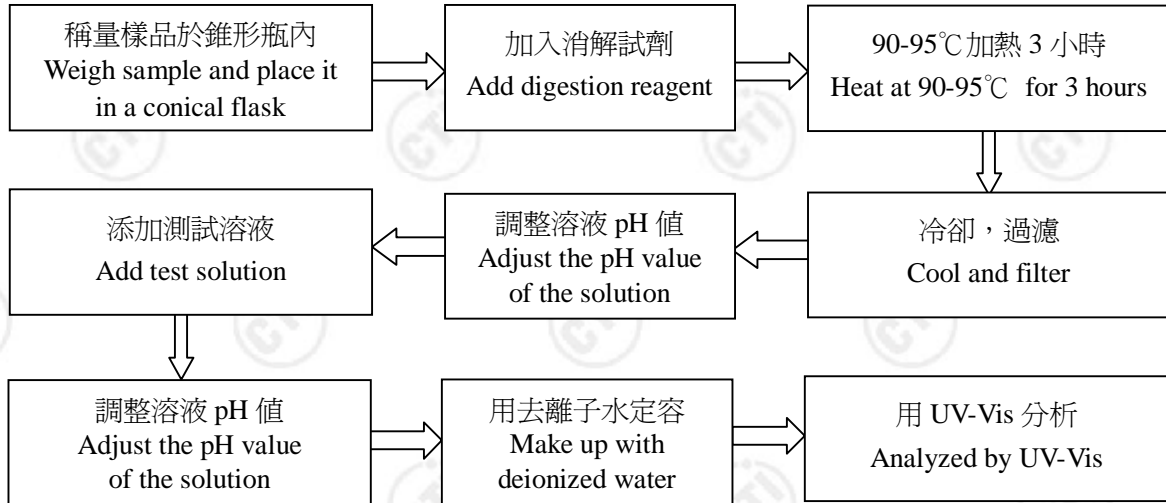 稱量樣品於錐形瓶內
Weigh sample and place it
in a conical flask
加入消解試劑
Add digestion reagent
90-95℃加熱 3 小時
Heat at 90-95℃ for 3 hours
冷卻，過濾
Cool and filter
調整溶液 pH 值
Adjust the pH value
of the solution
添加測試溶液
Add test solution
調整溶液 pH 值
Adjust the pH value
of the solution
用去離子水定容
Make up with
deionized water
用 UV-Vis 分析
Analyzed by UV-Vis